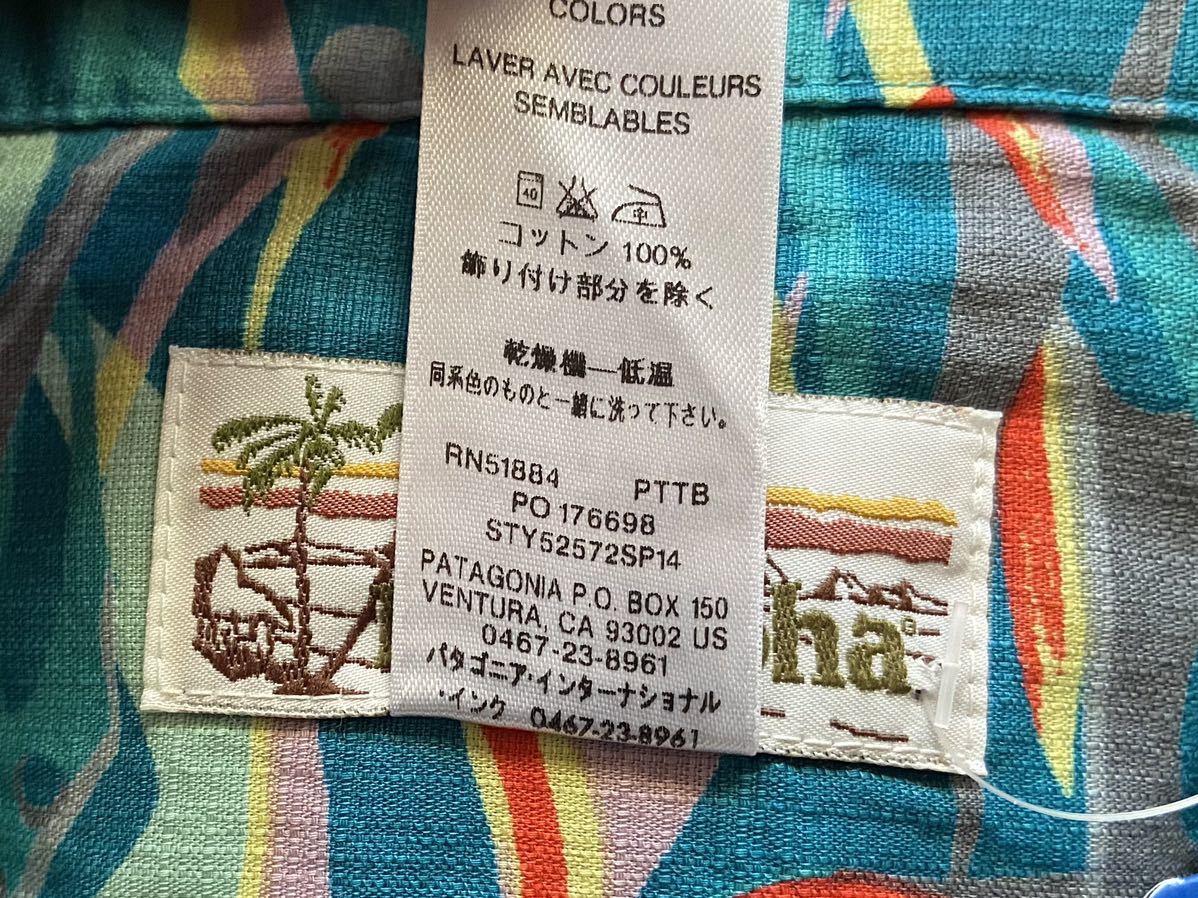 COLORS
LAVER AVEC COULEURS
SEMBLABLES
40 中
コットン 100%
飾り付け部分を除く
乾燥機—低温
同系色のものと一緒に洗って下さい。
RN51884 PTTB
PO 176698
STY52572SP14
PATAGONIA P.O. BOX 150
VENTURA, CA 93002 US
0467-23-8961
パタゴニア・インターナショナル
・インク 0467-23-8961
oha®